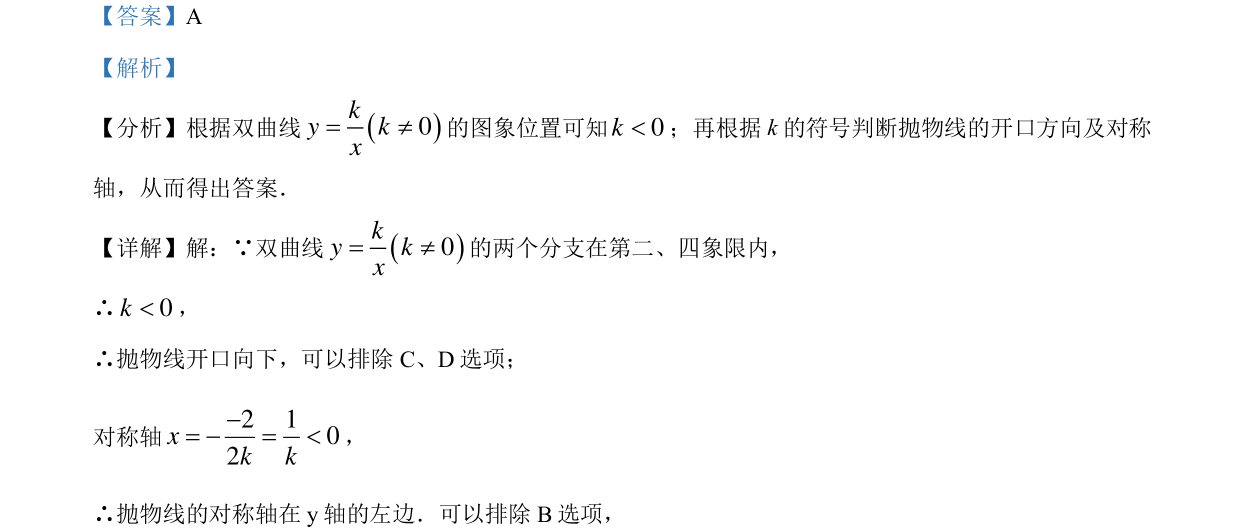 【答案】A
【解析】
【分析】根据双曲线 y = k/x (k ≠ 0) 的图象位置可知 k < 0；再根据 k 的符号判断抛物线的开口方向及对称
轴，从而得出答案．
【详解】解：∵双曲线 y = k/x (k ≠ 0) 的两个分支在第二、四象限内，
∴ k < 0，
∴抛物线开口向下，可以排除 C、D 选项；
对称轴 x = − −2/2k = 1/k < 0，
∴抛物线的对称轴在 y 轴的左边．可以排除 B 选项，